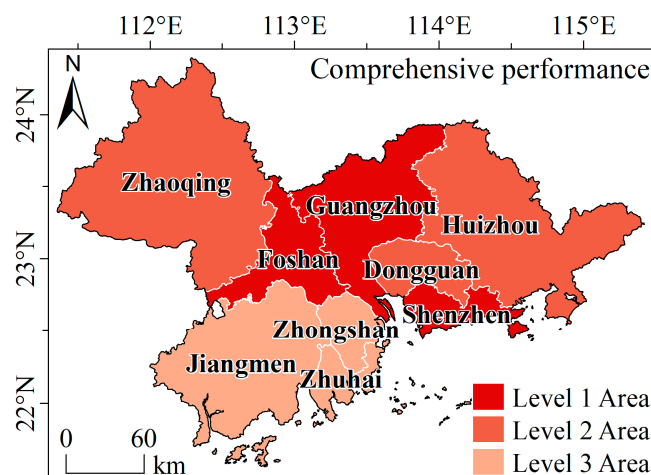 112°E 113°E 114°E 115°E
N
Comprehensive performance
24°N
23°N
22°N
Zhaoqing
Guangzhou
Huizhou
Foshan
Dongguan
Shenzhen
Zhongshan
Jiangmen
Zhuhai
Level 1 Area
Level 2 Area
Level 3 Area
0 60
km